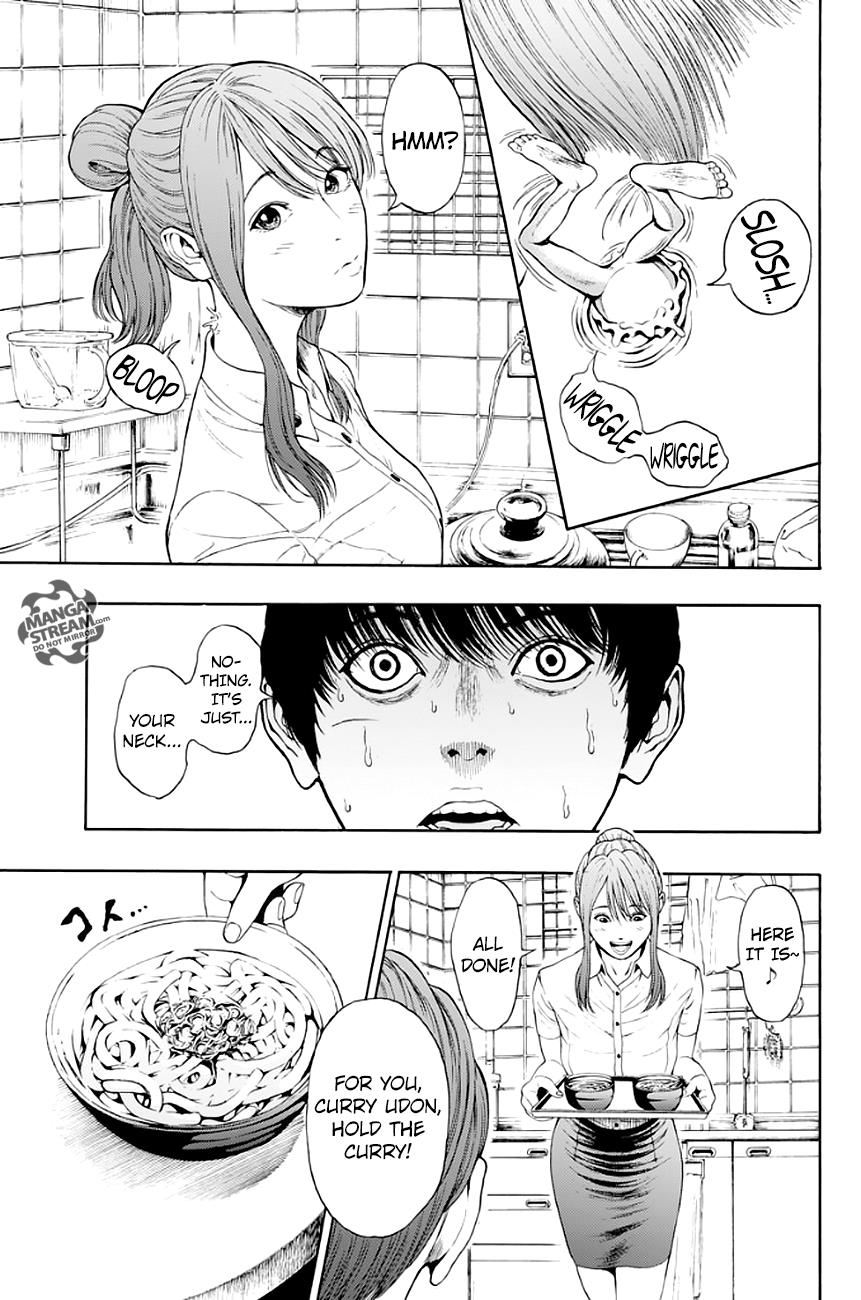 SLOSH...
WRIGGLE
WRIGGLE
HMM?
BLOOP
MANGA
STREAM.com
DO NOT MIRROR
NO-
THING.
IT'S
JUST...
YOUR
NECK...
HERE
IT IS~
♪
ALL
DONE!
コト...
FOR YOU,
CURRY UDON,
HOLD THE
CURRY!